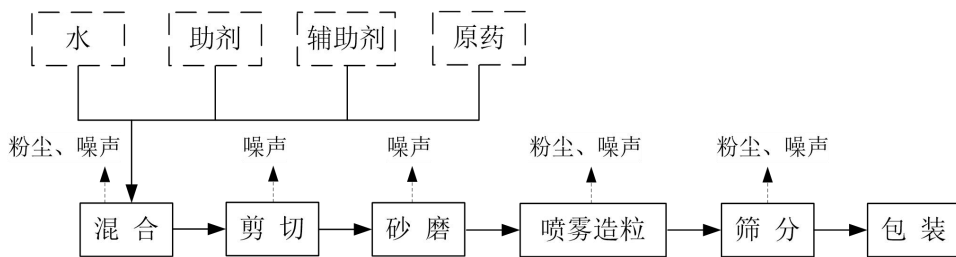 水 助剂 辅助剂 原药
粉尘、噪声 噪声 噪声 粉尘、噪声 粉尘、噪声
混合 剪切 砂磨 喷雾造粒 筛分 包装